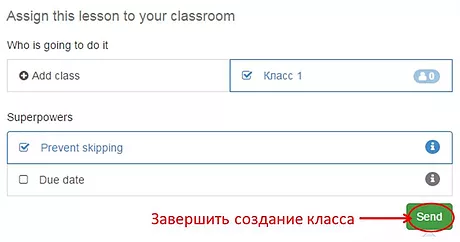 Assign this lesson to your classroom
Who is going to do it
Add class
Класс 1
0
Superpowers
Prevent skipping
Due date
Завершить создание класса
Send